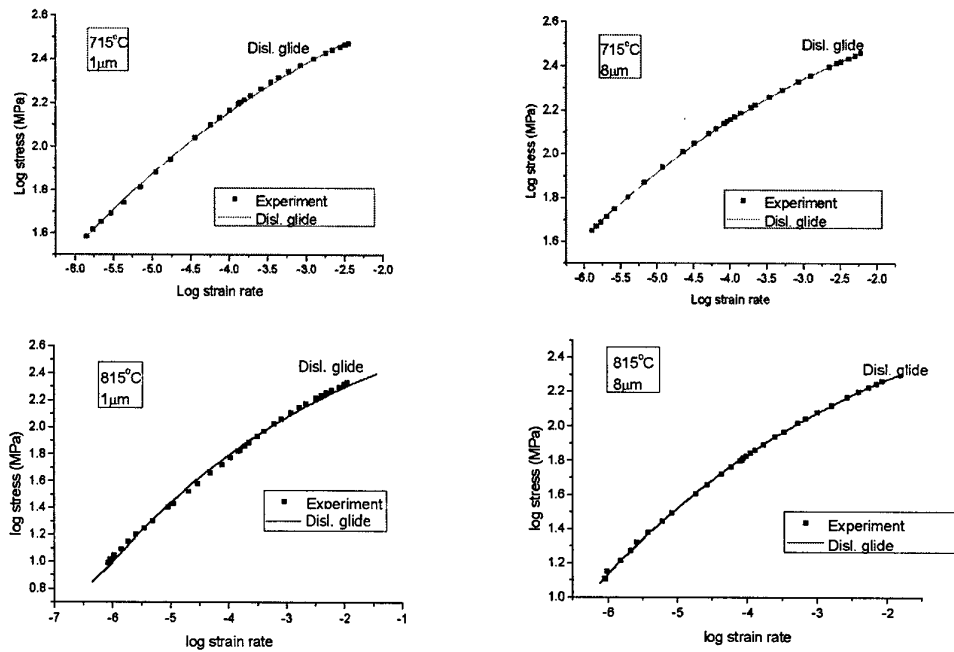 715°C
1μm
Disl. glide
Log stress (MPa)
2.6
2.4
2.2
2.0
1.8
1.6
Experiment
Disl. glide
-6.0 -5.5 -5.0 -4.5 -4.0 -3.5 -3.0 -2.5 -2.0
Log strain rate
715°C
8μm
Disl. glide
Log stress (MPa)
2.6
2.4
2.2
2.0
1.8
1.6
Experiment
Disl. glide
-6.0 -5.5 -5.0 -4.5 -4.0 -3.5 -3.0 -2.5 -2.0
Log strain rate
815°C
1μm
Disl. glide
log stress (MPa)
2.6
2.4
2.2
2.0
1.8
1.6
1.4
1.2
1.0
0.8
Experiment
Disl. glide
-7 -6 -5 -4 -3 -2 -1
log strain rate
815°C
8μm
Disl. glide
log stress (MPa)
2.6
2.4
2.2
2.0
1.8
1.6
1.4
1.2
1.0
Experiment
Disl. glide
-6 -5 -4 -3 -2 -1
log strain rate